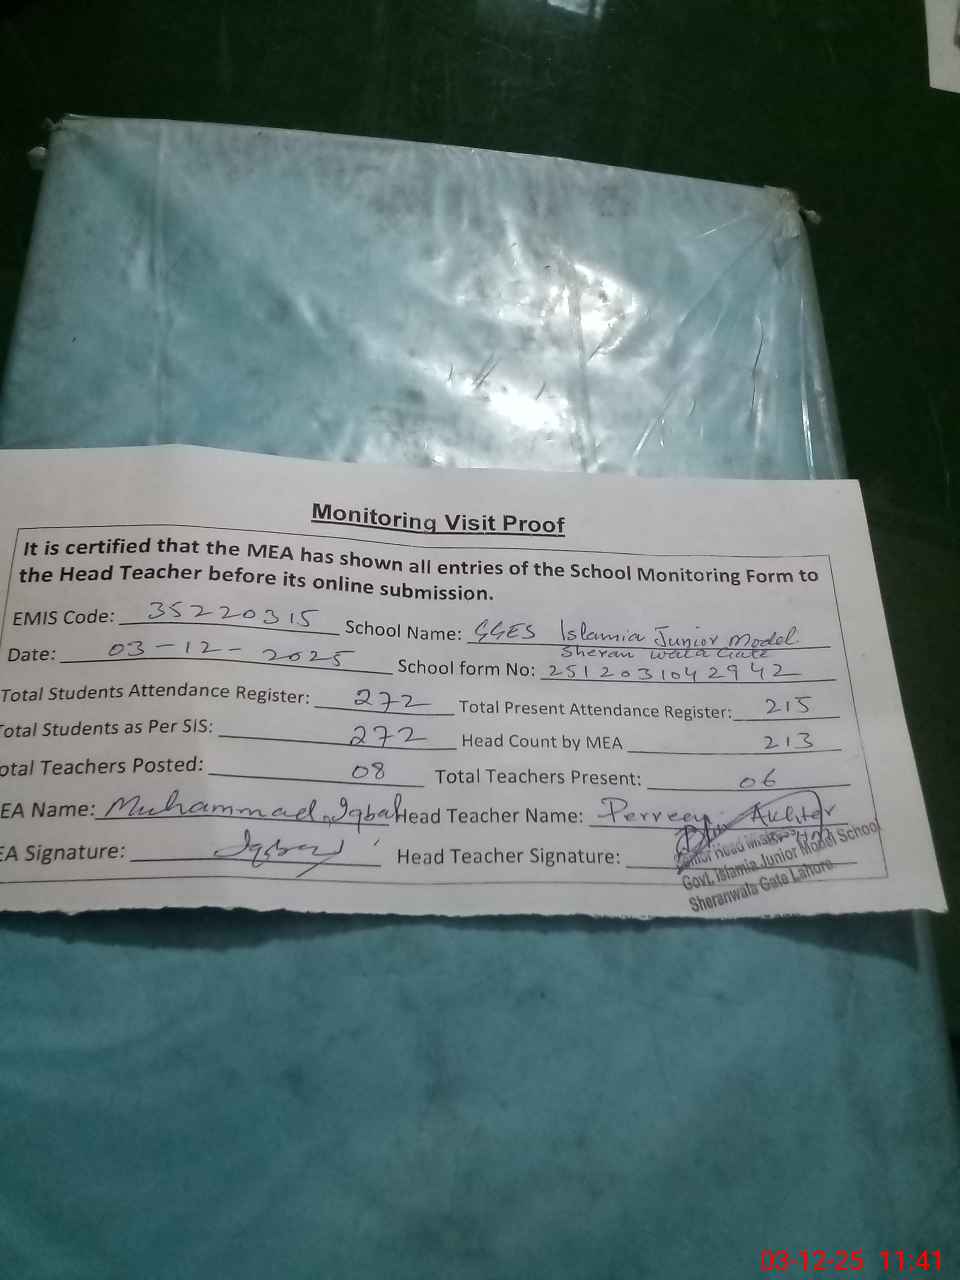 Monitoring Visit Proof
It is certified that the MEA has shown all entries of the School Monitoring Form to
the Head Teacher before its online submission.
EMIS Code: 35220315 School Name: GGES Islamia Junior Model
Sheran wala Gate
Date: 03-12-2025 School form No: 2512031042942
Total Students Attendance Register: 272 Total Present Attendance Register: 215
Total Students as Per SIS: 272 Head Count by MEA 213
otal Teachers Posted: 08 Total Teachers Present: 06
EA Name: Muhammad Iqbal Head Teacher Name: Perveen Akhter
EA Signature: Iqbal Head Teacher Signature:
Govt. Islamia Junior Model School
Sheranwala Gate Lahore
03-12-25 11:41